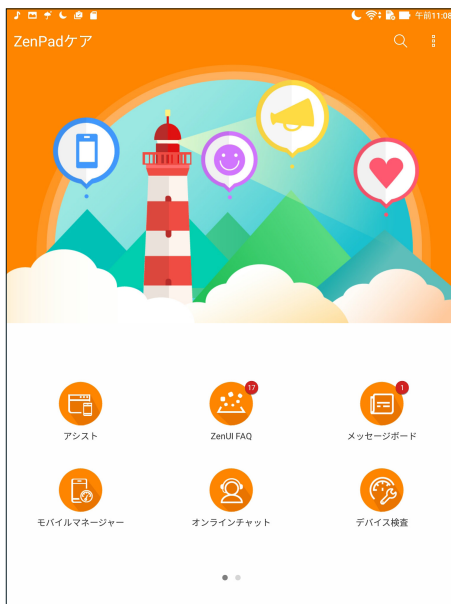 午前11:08
ZenPadケア
17
1
アシスト
ZenUI FAQ
メッセージボード
モバイルマネージャー
オンラインチャット
デバイス検査